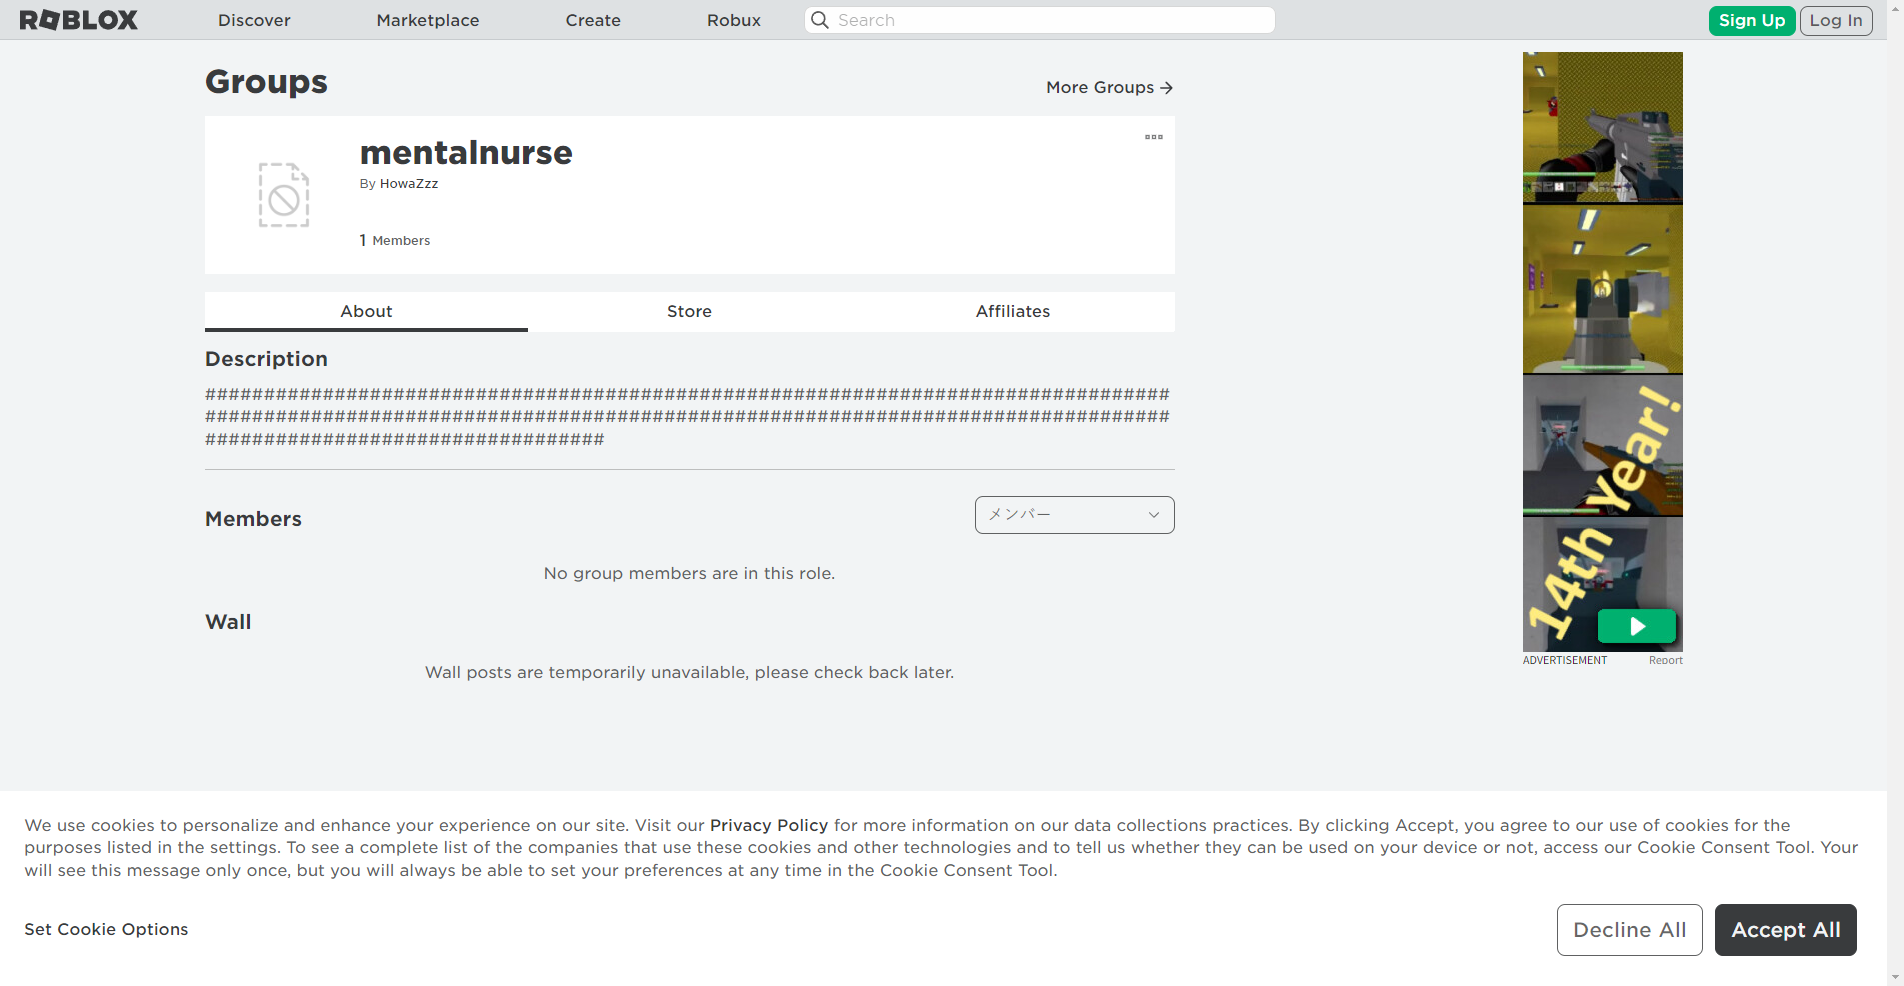 ROBLOX
Discover
Marketplace
Create
Robux
Search
Sign Up
Log In
Groups
More Groups
mentalnurse
By HowaZzz
1 Members
About
Store
Affiliates
Description
##################################################################################
##################################################################################
##################################
Members
メンバー
No group members are in this role.
Wall
Wall posts are temporarily unavailable, please check back later.
14th Year!
ADVERTISEMENT
Report
We use cookies to personalize and enhance your experience on our site. Visit our Privacy Policy for more information on our data collections practices. By clicking Accept, you agree to our use of cookies for the
purposes listed in the settings. To see a complete list of the companies that use these cookies and other technologies and to tell us whether they can be used on your device or not, access our Cookie Consent Tool. Your
will see this message only once, but you will always be able to set your preferences at any time in the Cookie Consent Tool.
Set Cookie Options
Decline All
Accept All